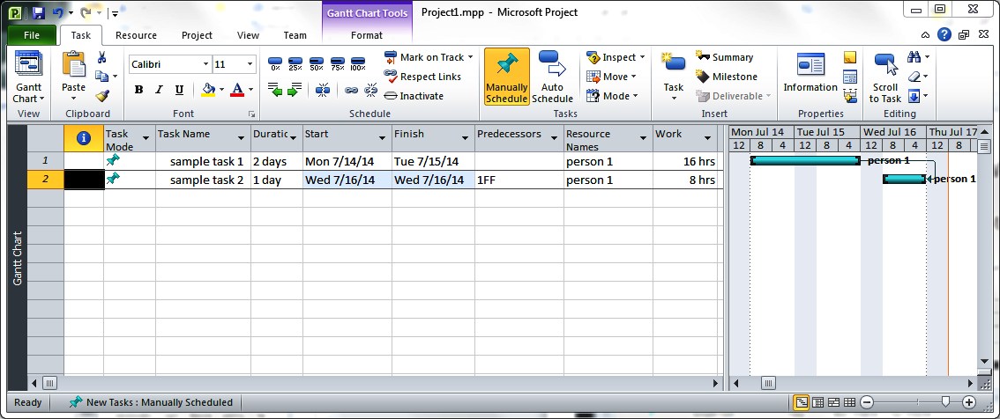 Gantt Chart Tools Project1.mpp - Microsoft Project
File Task Resource Project View Team Format
Gantt Chart
View
Paste
Clipboard
Calibri 11
B I U A
Font
0% 25% 50% 75% 100%
Mark on Track
Respect Links
Inactivate
Schedule
Manually Schedule
Auto Schedule
Inspect
Move
Mode
Tasks
Task
Summary
Milestone
Deliverable
Insert
Information
Properties
Scroll to Task
Editing
Task Mode Task Name Duratic Start Finish Predecessors Resource Names Work
Mon Jul 14 Tue Jul 15 Wed Jul 16 Thu Jul 17
12 8 4 12 8 4 12 8 4 12 8
1 sample task 1 2 days Mon 7/14/14 Tue 7/15/14 person 1 16 hrs person 1
2 sample task 2 1 day Wed 7/16/14 Wed 7/16/14 1FF person 1 8 hrs person 1
Gantt Chart
Ready New Tasks : Manually Scheduled